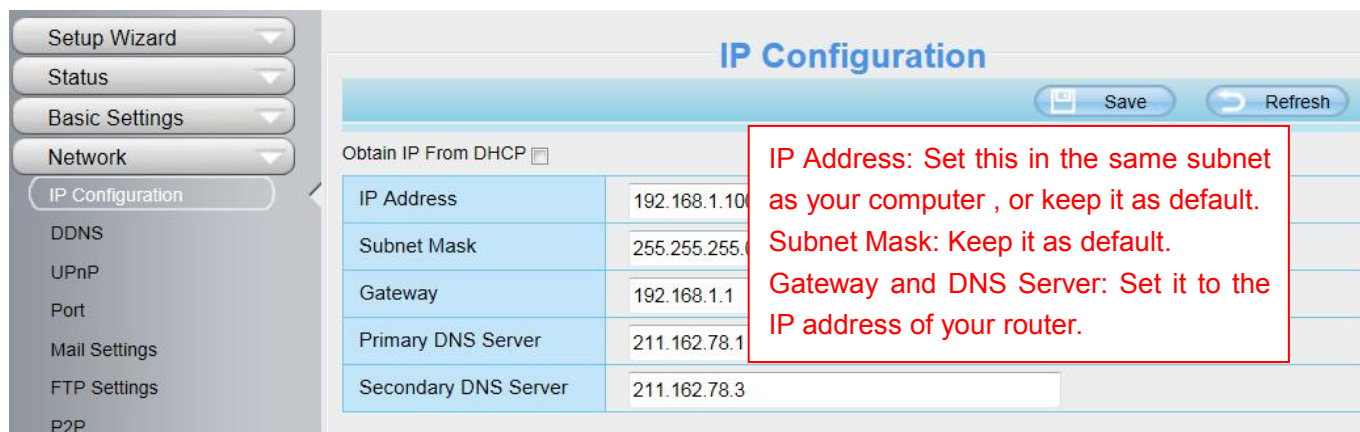 Setup Wizard
Status
Basic Settings
Network
IP Configuration
DDNS
UPnP
Port
Mail Settings
FTP Settings
P2P
IP Configuration
Save
Refresh
Obtain IP From DHCP
IP Address
192.168.1.100
Subnet Mask
255.255.255.0
Gateway
192.168.1.1
Primary DNS Server
211.162.78.1
Secondary DNS Server
211.162.78.3
IP Address: Set this in the same subnet
as your computer , or keep it as default.
Subnet Mask: Keep it as default.
Gateway and DNS Server: Set it to the
IP address of your router.